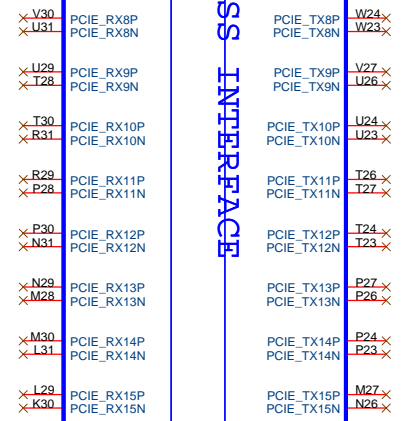 V30 PCIE_RX8P PCIE_TX8P W24
U31 PCIE_RX8N PCIE_TX8N W23
U29 PCIE_RX9P PCIE_TX9P V27
T28 PCIE_RX9N PCIE_TX9N U26
T30 PCIE_RX10P PCIE_TX10P U24
R31 PCIE_RX10N PCIE_TX10N U23
R29 PCIE_RX11P PCIE_TX11P T26
P28 PCIE_RX11N PCIE_TX11N T27
P30 PCIE_RX12P PCIE_TX12P T24
N31 PCIE_RX12N PCIE_TX12N T23
N29 PCIE_RX13P PCIE_TX13P P27
M28 PCIE_RX13N PCIE_TX13N P26
M30 PCIE_RX14P PCIE_TX14P P24
L31 PCIE_RX14N PCIE_TX14N P23
L29 PCIE_RX15P PCIE_TX15P M27
K30 PCIE_RX15N PCIE_TX15N N26
SS INTERFACE